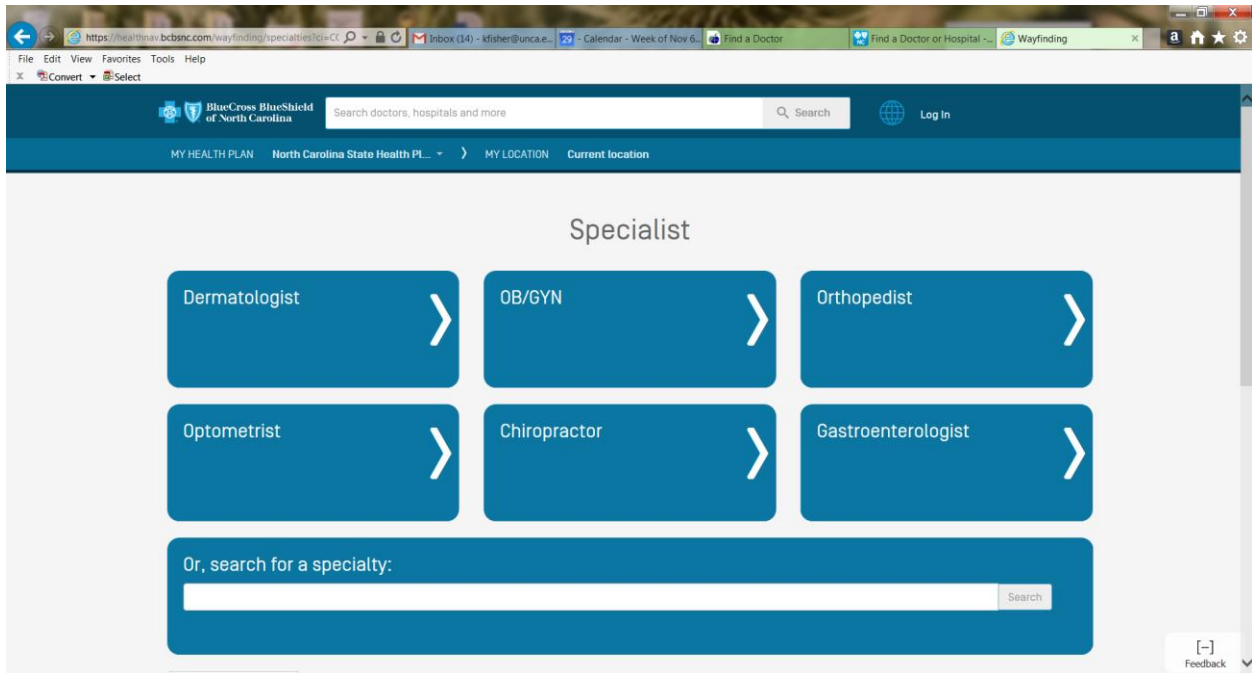 https://healthnav.bcbsnc.com/wayfinding/specialties?ci=CC
Inbox (14) - kfisher@unca.e...
29 - Calendar - Week of Nov 6...
Find a Doctor
Find a Doctor or Hospital -...
Wayfinding
File Edit View Favorites Tools Help
X Convert Select
BlueCross BlueShield
of North Carolina
Search doctors, hospitals and more
Search
Log In
MY HEALTH PLAN North Carolina State Health Pl... MY LOCATION Current location
Specialist
Dermatologist
OB/GYN
Orthopedist
Optometrist
Chiropractor
Gastroenterologist
Or, search for a specialty:
Search
[-]
Feedback